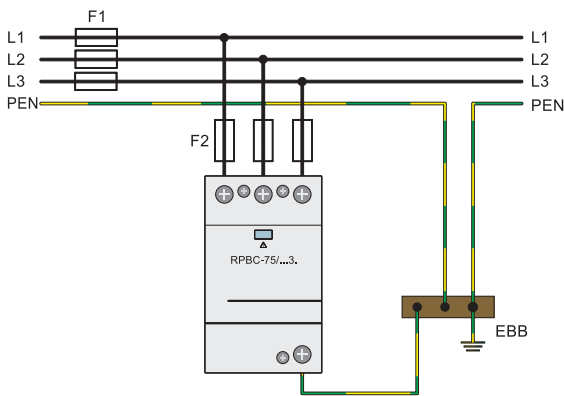 F1
L1 L1
L2 L2
L3 L3
PEN PEN
F2
RPBC-75/...3.
EBB